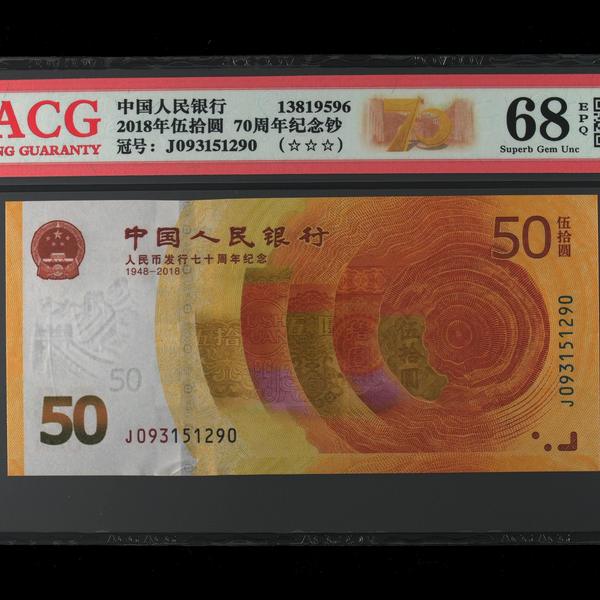 ACG
NG GUARANTY
中国人民银行 13819596
2018年伍拾圆 70周年纪念钞
冠号: J093151290 (☆☆☆)
70
68
EPQ
Superb Gem Unc
中国人民银行
人民币发行七十周年纪念
1948-2018
50
伍拾圆
50
50
J093151290
J093151290
伍拾圆